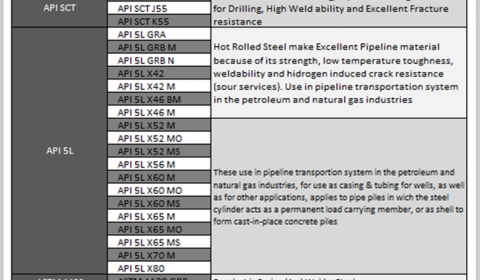 API SCT
API SCT J55
API SCT K55
for Drilling, High Weld ability and Excellent Fracture
resistance
API 5L
API 5L GRA
API 5L GRB M
API 5L GRB N
API 5L X42
API 5L X42 M
API 5L X46 BM
API 5L X46 M
Hot Rolled Steel make Excellent Pipeline material
because of its strength, low temperature toughness,
weldability and hidrogen induced crack resistance
(sour services). Use in pipeline transportation system
in the petroleum and natural gas industries
API 5L X52 M
API 5L X52 MO
API 5L X52 MS
API 5L X56 M
API 5L X60 M
API 5L X60 MO
API 5L X60 MS
API 5L X65 M
API 5L X65 MO
API 5L X65 MS
API 5L X70 M
API 5L X80
These use in pipeline transportion system in the petroleum and
natural gas industries, for use as casing & tubing for wells, as well
as for other applications, applies to pipe piles in wich the steel
cylinder acts as a permanent load carrying member, or as shell to
form cast-in-place concrete piles